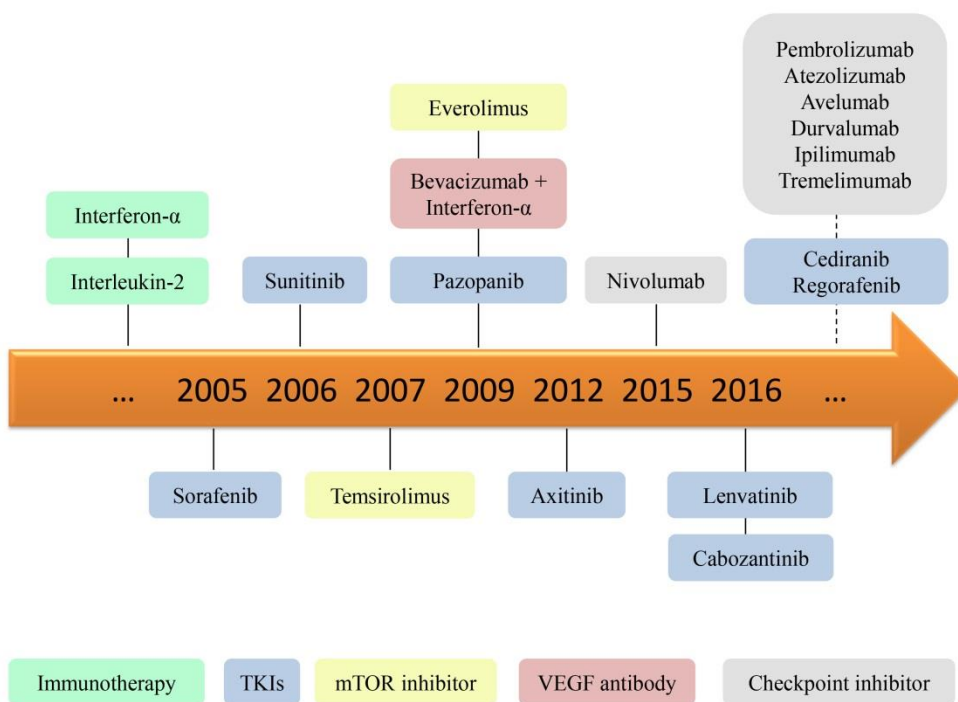 Pembrolizumab
Atezolizumab
Avelumab
Durvalumab
Ipilimumab
Tremelimumab
Everolimus
Bevacizumab +
Interferon-α
Interferon-α
Interleukin-2
Sunitinib
Pazopanib
Nivolumab
Cediranib
Regorafenib
... 2005 2006 2007 2009 2012 2015 2016 ...
Sorafenib
Temsirolimus
Axitinib
Lenvatinib
Cabozantinib
Immunotherapy
TKIs
mTOR inhibitor
VEGF antibody
Checkpoint inhibitor